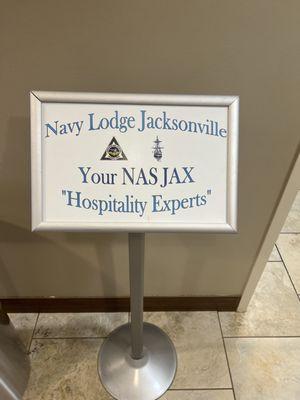 Navy Lodge Jacksonville
Your NAS JAX
"Hospitality Experts"